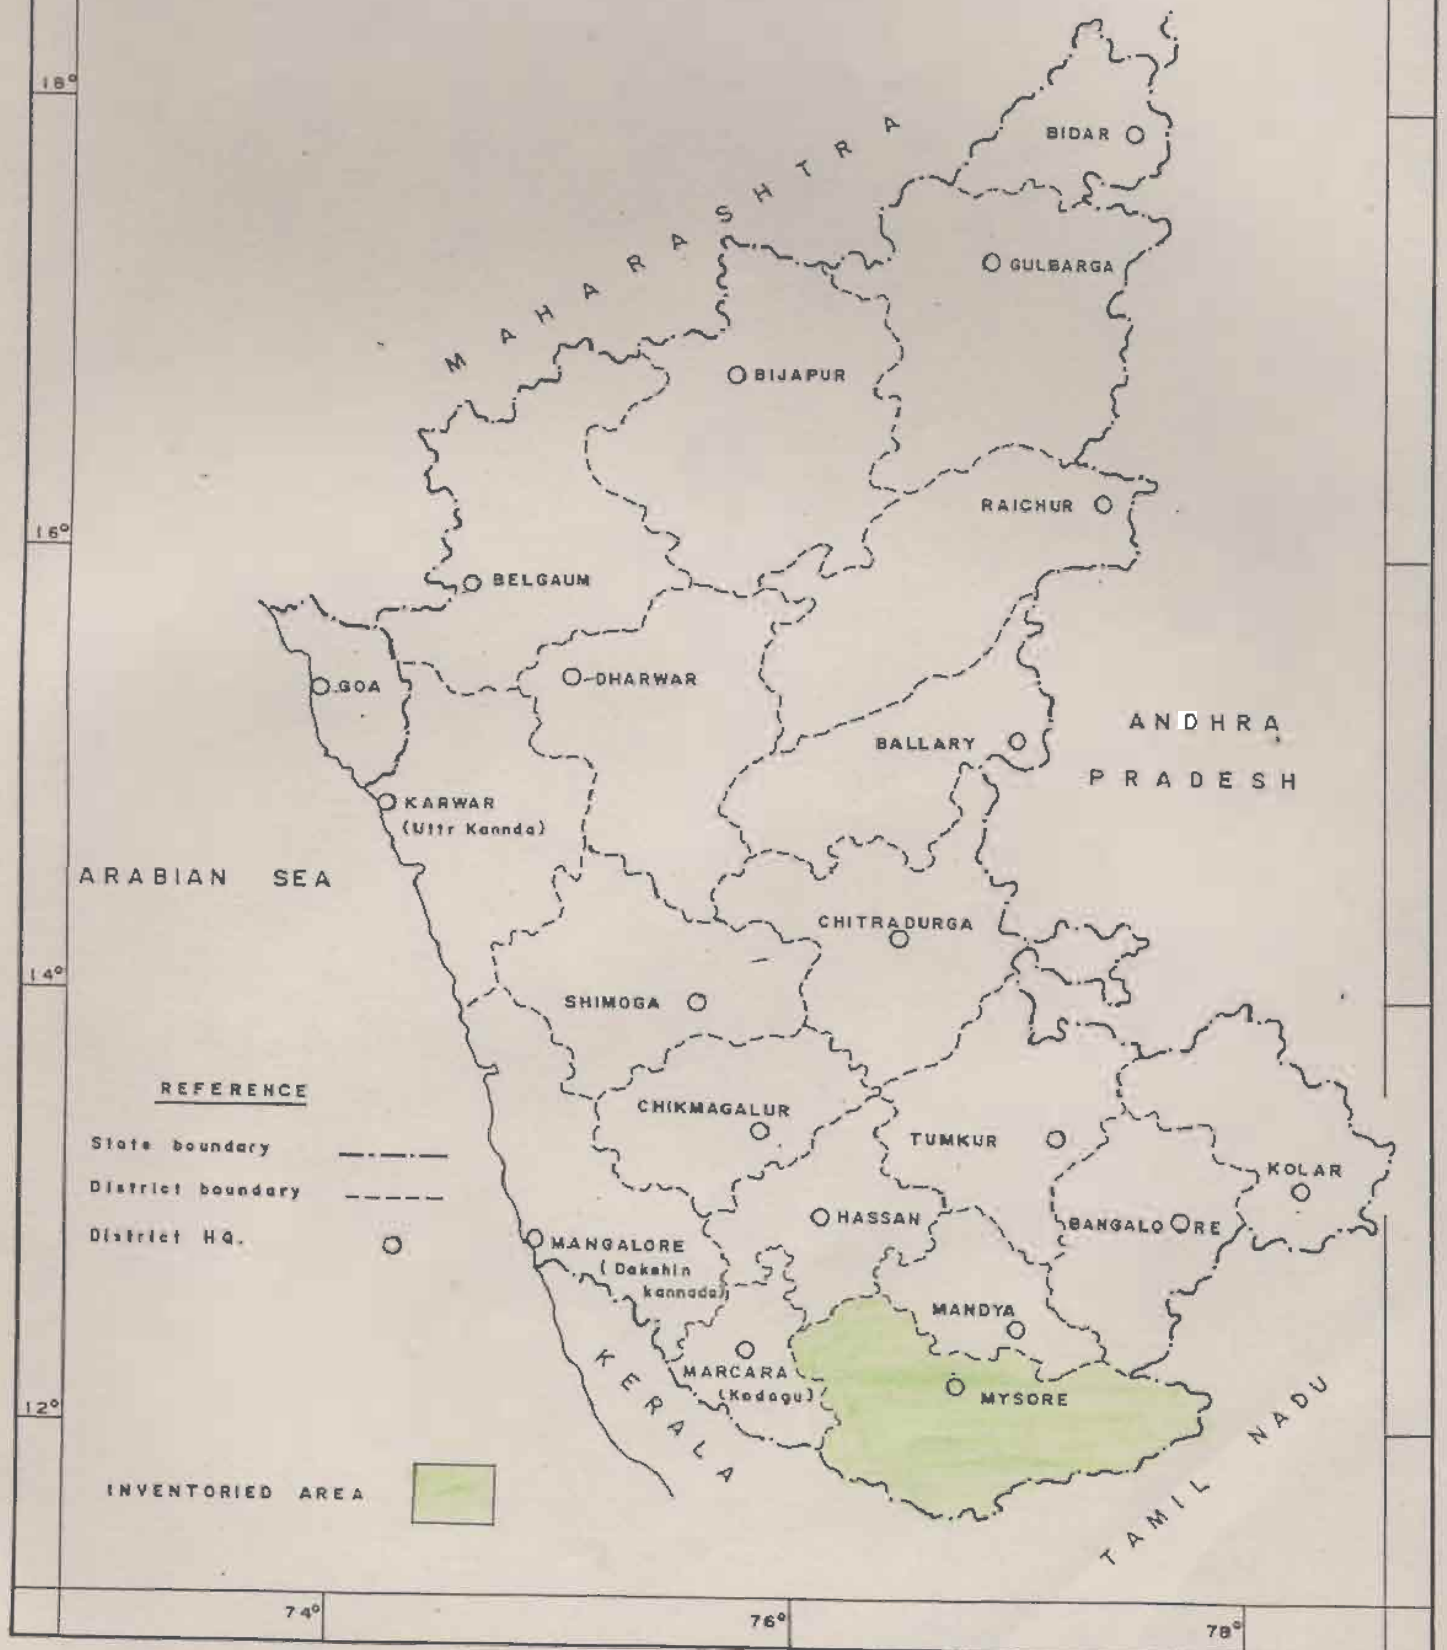 18°
BIDAR
MAHARASHTRA
GULBARGA
BIJAPUR
RAICHUR
16°
BELGAUM
GOA
DHARWAR
ANDHRA
PRADESH
BALLARY
KARWAR
(Uttr Kannda)
ARABIAN SEA
CHITRADURGA
14°
SHIMOGA
REFERENCE
CHIKMAGALUR
State boundary
TUMKUR
District boundary
KOLAR
HASSAN
BANGALORE
District HQ.
MANGALORE
(Dakshin
kannada)
MANDYA
KERALA
MARCARA
(Kodagu)
MYSORE
12°
TAMIL NADU
INVENTORIED AREA
74°
76°
78°